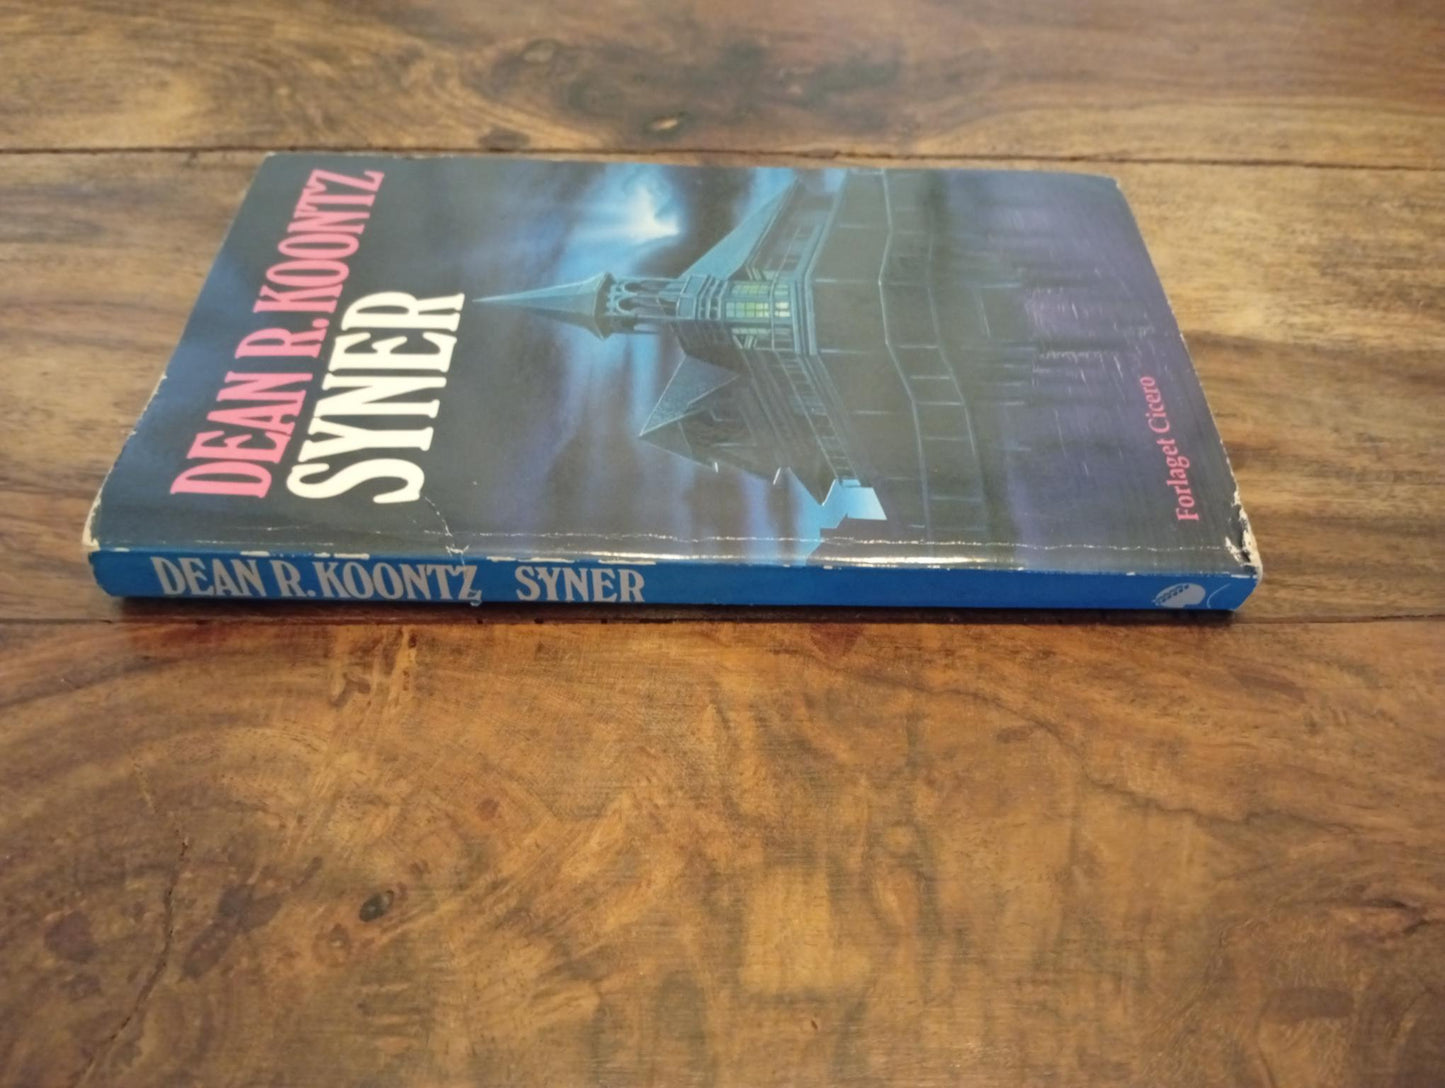 DEAN R. KOONTZ
SYNER
Forlaget Cicero
DEAN R. KOONTZ SYNER